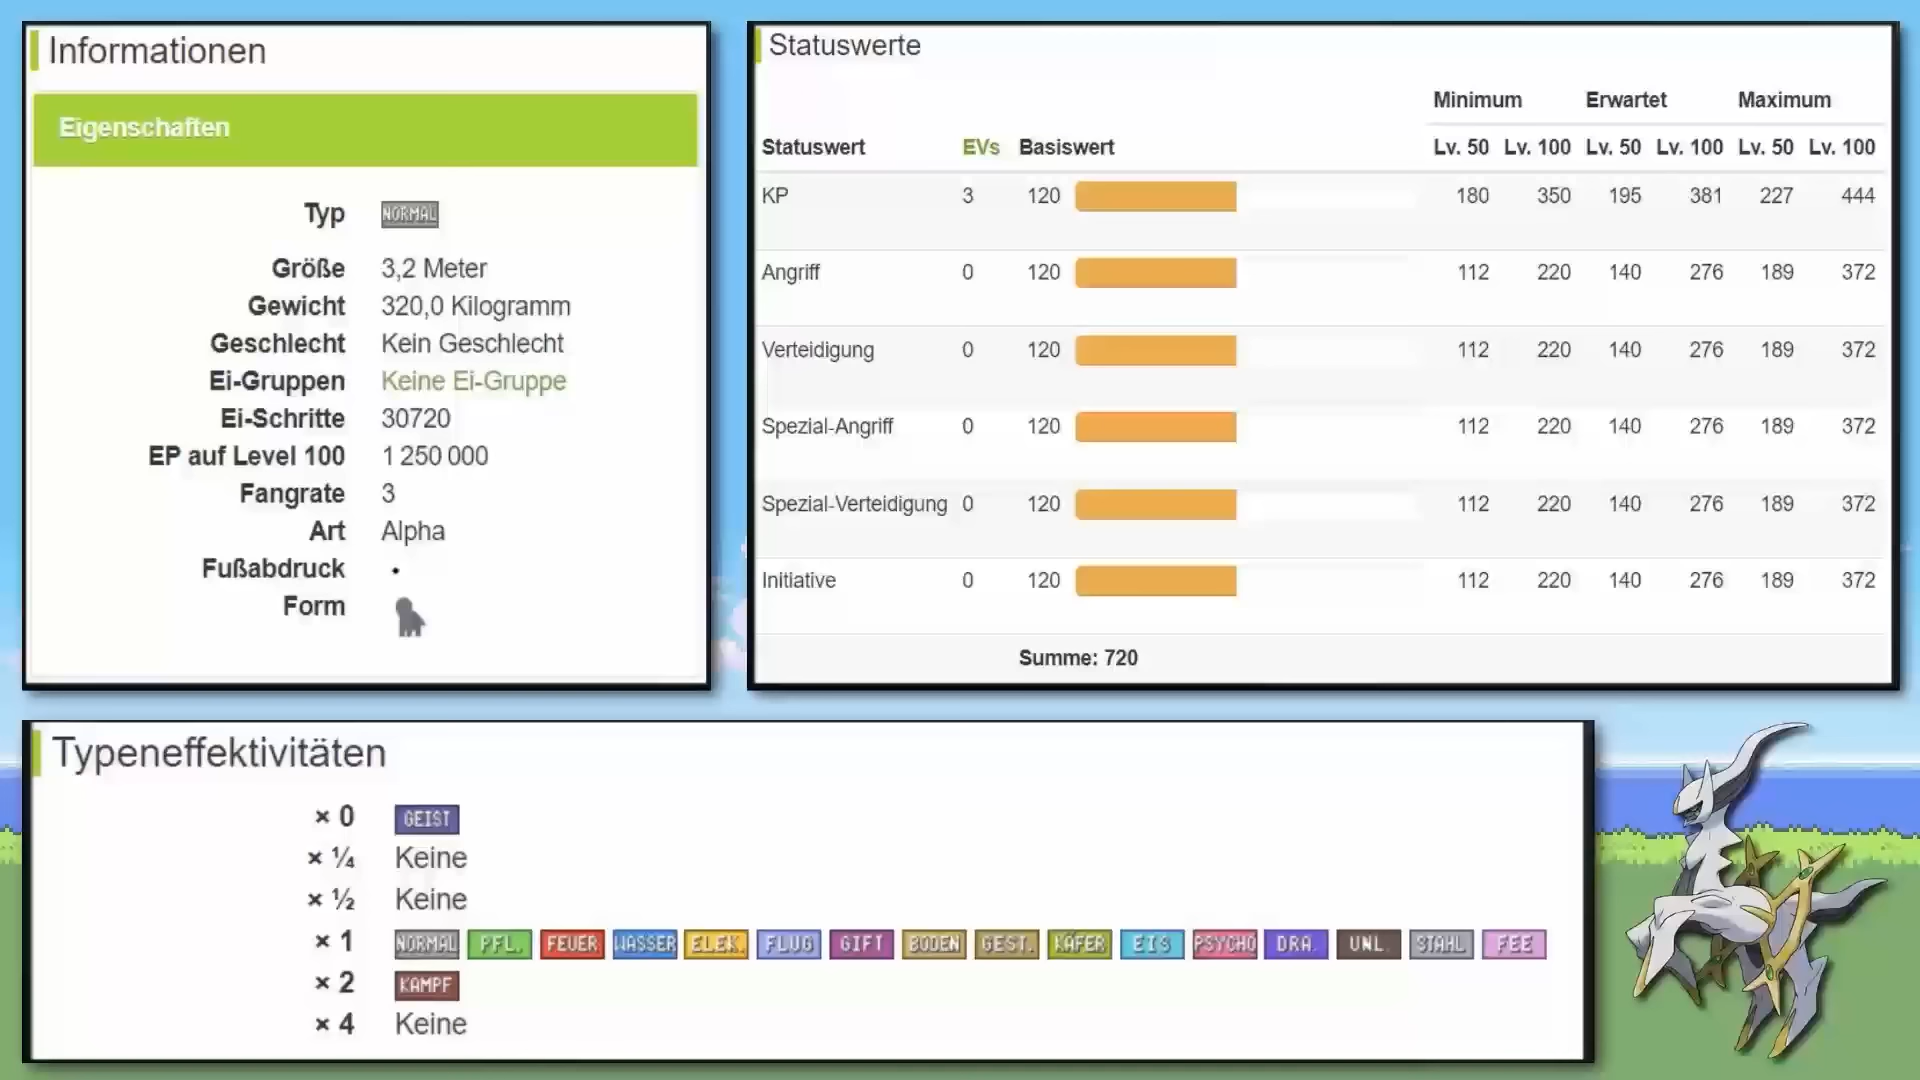 Informationen
Eigenschaften
Typ NORMAL
Größe 3,2 Meter
Gewicht 320,0 Kilogramm
Geschlecht Kein Geschlecht
Ei-Gruppen Keine Ei-Gruppe
Ei-Schritte 30720
EP auf Level 100 1 250 000
Fangrate 3
Art Alpha
Fußabdruck
Form
Statuswerte
Minimum Erwartet Maximum
Statuswert EVs Basiswert Lv. 50 Lv. 100 Lv. 50 Lv. 100 Lv. 50 Lv. 100
KP 3 120 180 350 195 381 227 444
Angriff 0 120 112 220 140 276 189 372
Verteidigung 0 120 112 220 140 276 189 372
Spezial-Angriff 0 120 112 220 140 276 189 372
Spezial-Verteidigung 0 120 112 220 140 276 189 372
Initiative 0 120 112 220 140 276 189 372
Summe: 720
Typeneffektivitäten
× 0 GEIST
× ¼ Keine
× ½ Keine
× 1 NORMAL PFL. FEUER WASSER ELEK. FLUG GIFT BODEN GEST. KÄFER EIS PSYCHO DRA. UNL. STAHL FEE
× 2 KAMPF
× 4 Keine